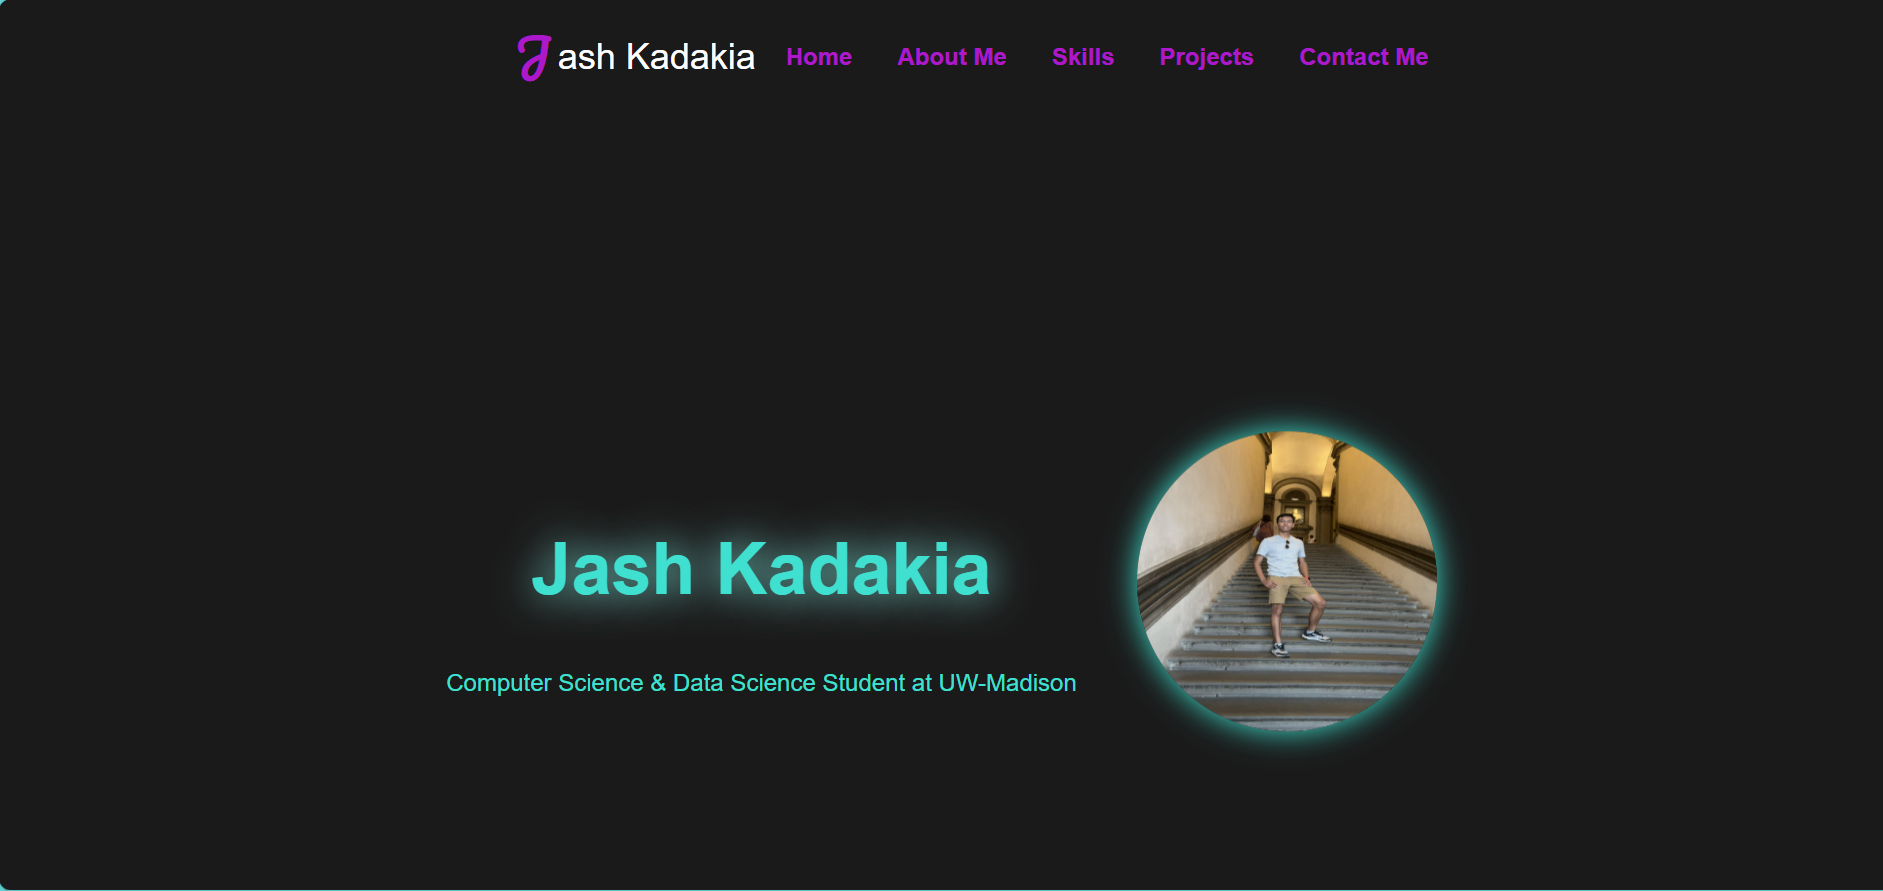 Jash Kadakia Home About Me Skills Projects Contact Me
Jash Kadakia
Computer Science & Data Science Student at UW-Madison